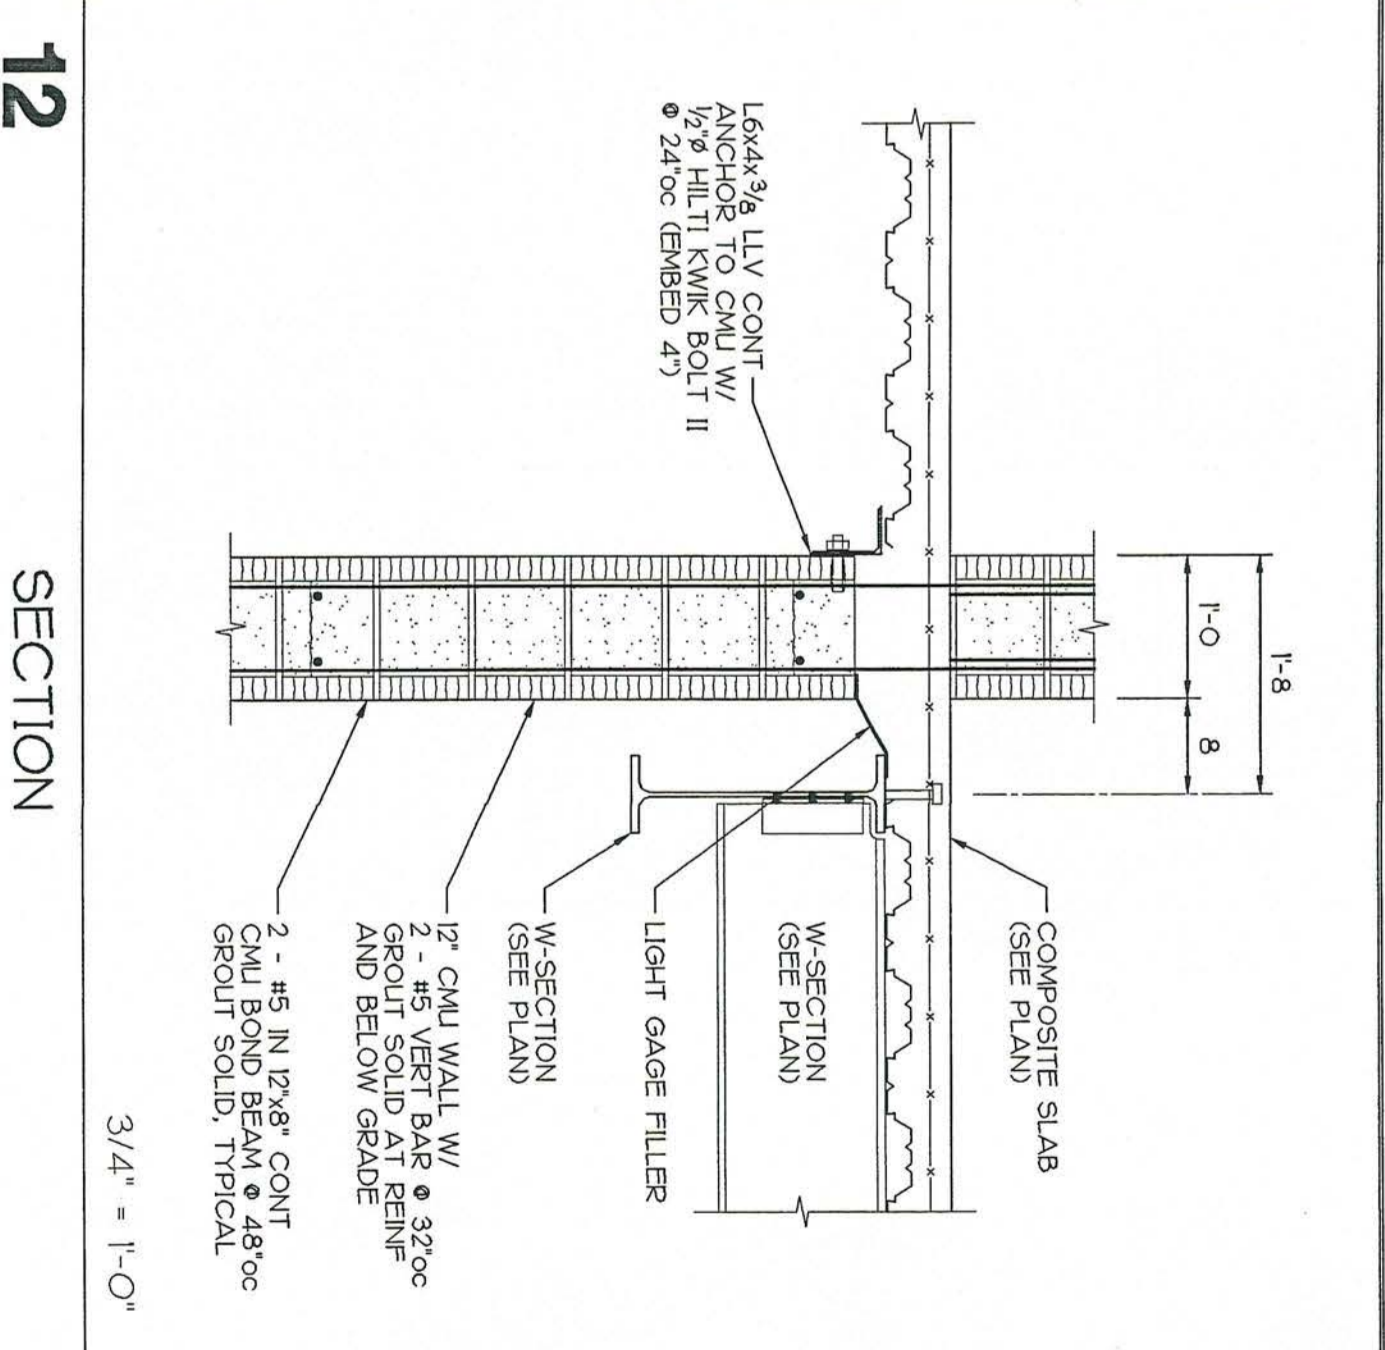 1'-8
1'-0
8
COMPOSITE SLAB
(SEE PLAN)
W-SECTION
(SEE PLAN)
LIGHT GAGE FILLER
W-SECTION
(SEE PLAN)
12" CMU WALL W/
2 - #5 VERT BAR @ 32"oc
GROUT SOLID AT REINF
AND BELOW GRADE
2 - #5 IN 12"x8" CONT
CMU BOND BEAM @ 48"oc
GROUT SOLID, TYPICAL
L6x4x3/8 LLV CONT
ANCHOR TO CMU W/
1/2"ø HILTI KWIK BOLT II
@ 24"oc (EMBED 4")
12
SECTION
3/4" = 1'-0"